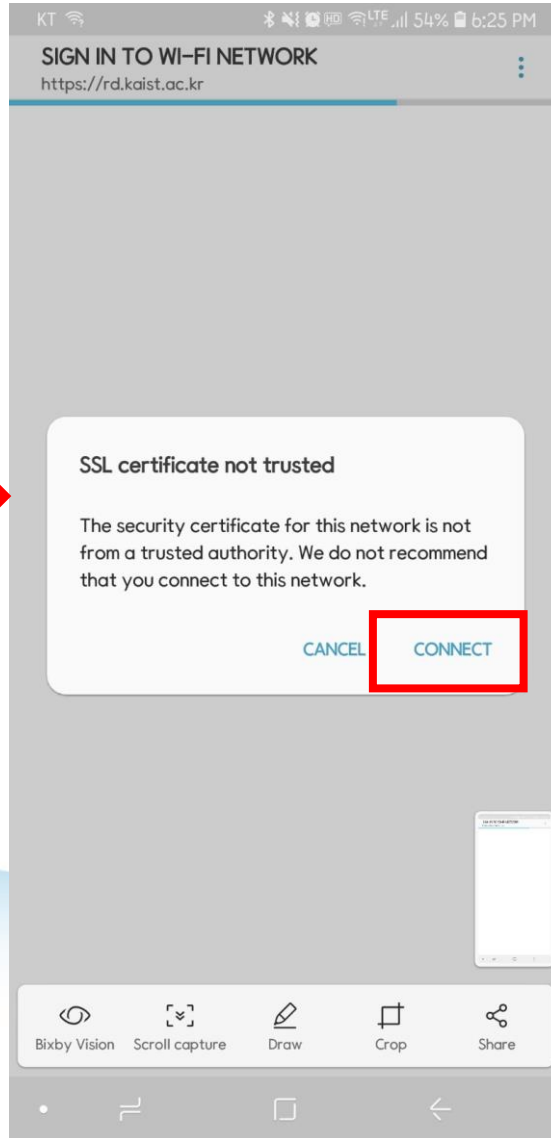 KT HD LTE 54% 6:25 PM
SIGN IN TO WI-FI NETWORK
https://rd.kaist.ac.kr
SSL certificate not trusted
The security certificate for this network is not
from a trusted authority. We do not recommend
that you connect to this network.
CANCEL CONNECT
Bixby Vision Scroll capture Draw Crop Share